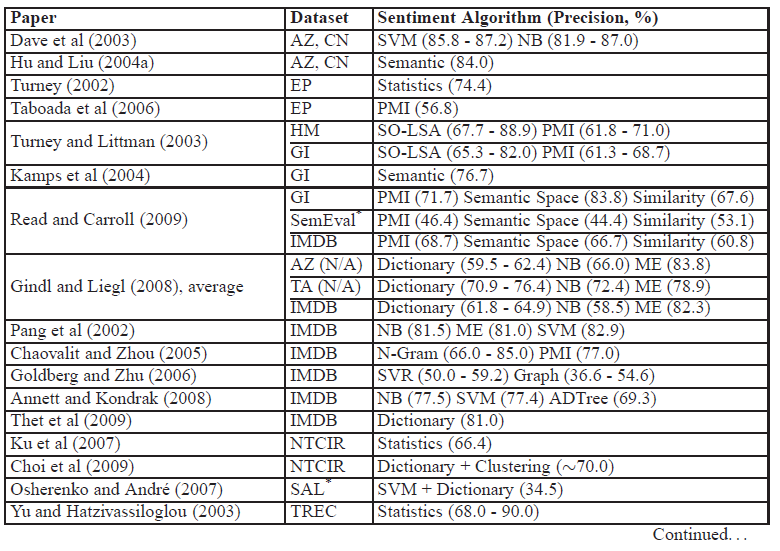 Paper Dataset Sentiment Algorithm (Precision, %)
Dave et al (2003) AZ, CN SVM (85.8 - 87.2) NB (81.9 - 87.0)
Hu and Liu (2004a) AZ, CN Semantic (84.0)
Turney (2002) EP Statistics (74.4)
Taboada et al (2006) EP PMI (56.8)
Turney and Littman (2003) HM SO-LSA (67.7 - 88.9) PMI (61.8 - 71.0)
GI SO-LSA (65.3 - 82.0) PMI (61.3 - 68.7)
Kamps et al (2004) GI Semantic (76.7)
Read and Carroll (2009) GI PMI (71.7) Semantic Space (83.8) Similarity (67.6)
SemEval* PMI (46.4) Semantic Space (44.4) Similarity (53.1)
IMDB PMI (68.7) Semantic Space (66.7) Similarity (60.8)
Gindl and Liegl (2008), average AZ (N/A) Dictionary (59.5 - 62.4) NB (66.0) ME (83.8)
TA (N/A) Dictionary (70.9 - 76.4) NB (72.4) ME (78.9)
IMDB Dictionary (61.8 - 64.9) NB (58.5) ME (82.3)
Pang et al (2002) IMDB NB (81.5) ME (81.0) SVM (82.9)
Chaovalit and Zhou (2005) IMDB N-Gram (66.0 - 85.0) PMI (77.0)
Goldberg and Zhu (2006) IMDB SVR (50.0 - 59.2) Graph (36.6 - 54.6)
Annett and Kondrak (2008) IMDB NB (77.5) SVM (77.4) ADTree (69.3)
Thet et al (2009) IMDB Dictionary (81.0)
Ku et al (2007) NTCIR Statistics (66.4)
Choi et al (2009) NTCIR Dictionary + Clustering (∼70.0)
Osherenko and André (2007) SAL* SVM + Dictionary (34.5)
Yu and Hatzivassiloglou (2003) TREC Statistics (68.0 - 90.0)
Continued. . .